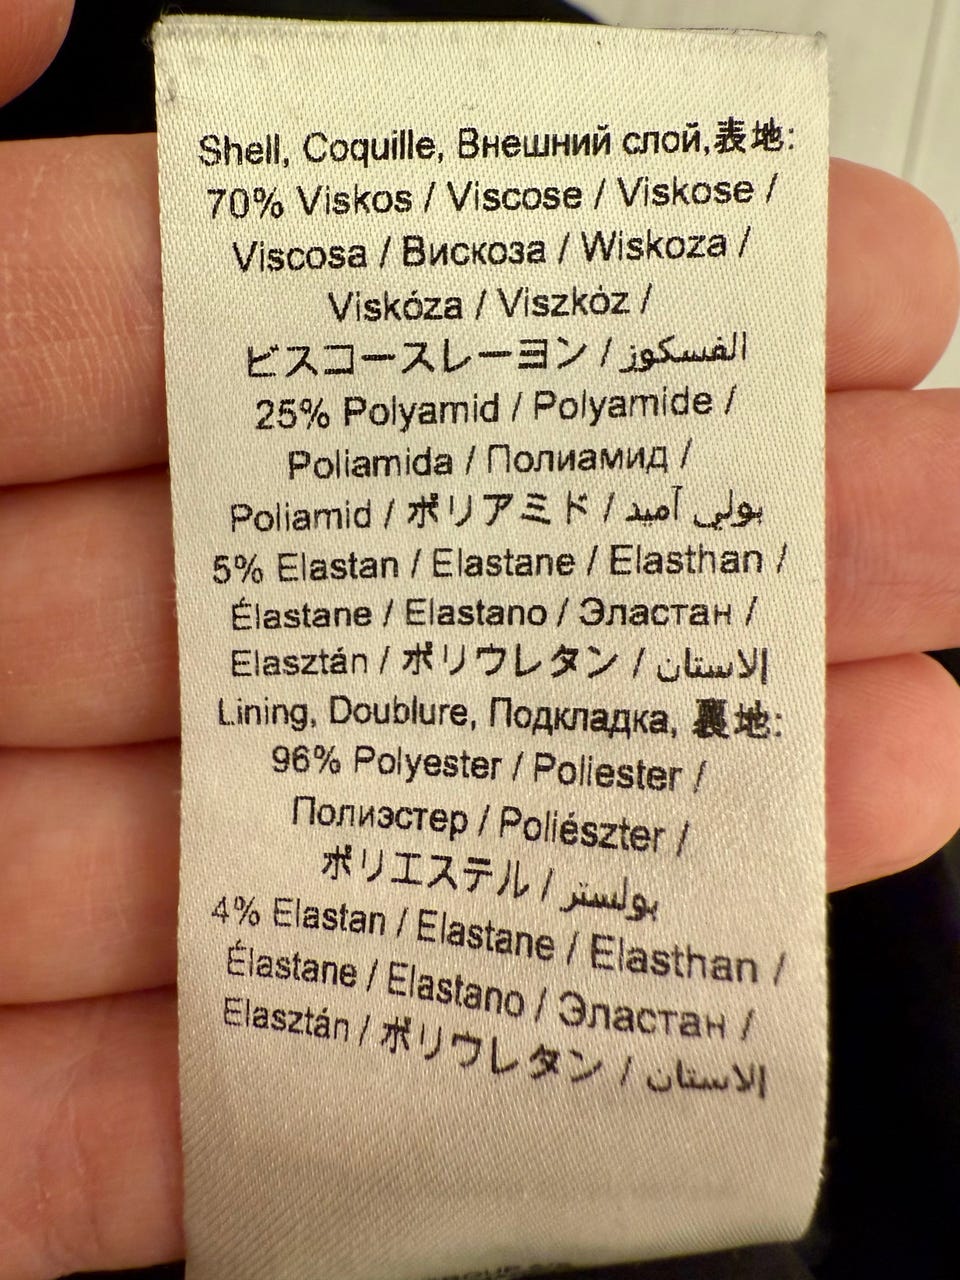 Shell, Coquille, Внешний слой,表地:
70% Viskos / Viscose / Viskose /
Viscosa / Вискоза / Wiskoza /
Viskóza / Viszkóz /
ビスコースレーヨン / الفسكوز
25% Polyamid / Polyamide /
Poliamida / Полиамид /
Poliamid / ポリアミド / بولي آميد
5% Elastan / Elastane / Elasthan /
Élastane / Elastano / Эластан /
Elasztán / ポリウレタン / إلاستان
Lining, Doublure, Подкладка, 裏地:
96% Polyester / Poliester /
Полиэстер / Poliészter /
ポリエステル / بولستر
4% Elastan / Elastane / Elasthan /
Élastane / Elastano / Эластан /
Elasztán / ポリウレタン / إلاستان